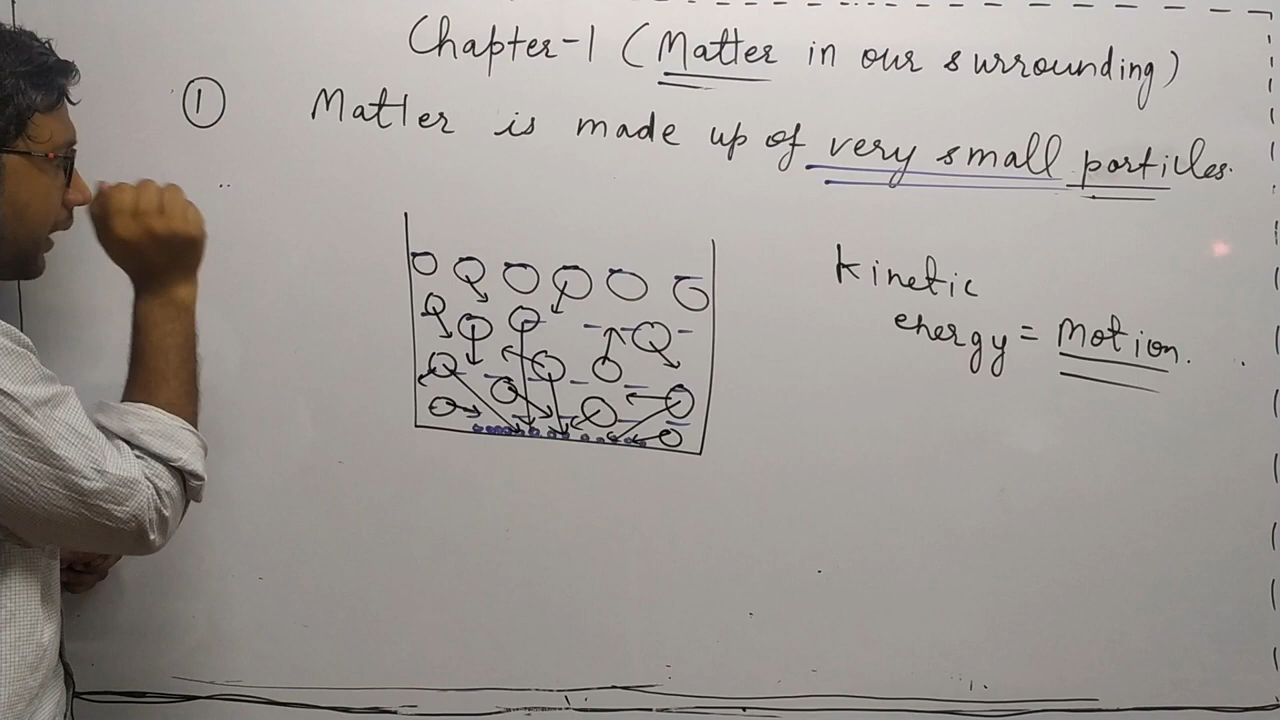 Chapter-1 (Matter in our surrounding)
① Matter is made up of very small particles.
Kinetic
energy = Motion.